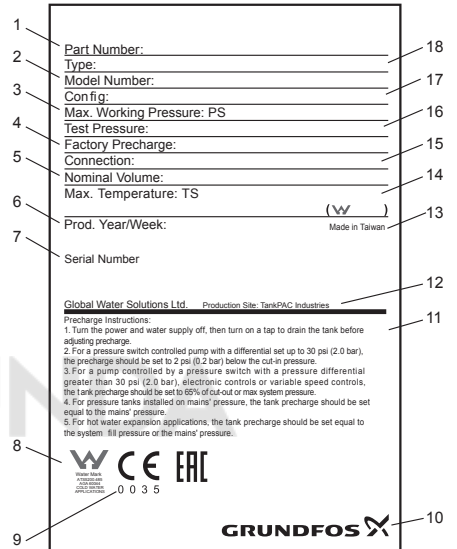 1
Part Number:
Type:
18
2
Model Number:
Config:
17
3
Max. Working Pressure: PS
Test Pressure:
16
4
Factory Precharge:
Connection:
15
5
Nominal Volume:
Max. Temperature: TS
14
(W )
6
Prod. Year/Week:
Made in Taiwan
13
7
Serial Number
12
Global Water Solutions Ltd. Production Site: TankPAC Industries
11
Precharge Instructions:
1. Turn the power and water supply off, then turn on a tap to drain the tank before
adjusting precharge.
2. For a pressure switch controlled pump with a differential set up to 30 psi (2.0 bar),
the precharge should be set to 2 psi (0.2 bar) below the cut-in pressure.
3. For a pump controlled by a pressure switch with a pressure differential
greater than 30 psi (2.0 bar), electronic controls or variable speed controls,
the tank precharge should be set to 65% of cut-out or max system pressure.
4. For pressure tanks installed on mains' pressure, the tank precharge should be set
equal to the mains' pressure.
5. For hot water expansion applications, the tank precharge should be set equal to
the system fill pressure or the mains' pressure.
8
W CE EAC
Water Mark
COLD WATER
APPLICATIONS
0 0 3 5
9
GRUNDFOS X
10
NDA